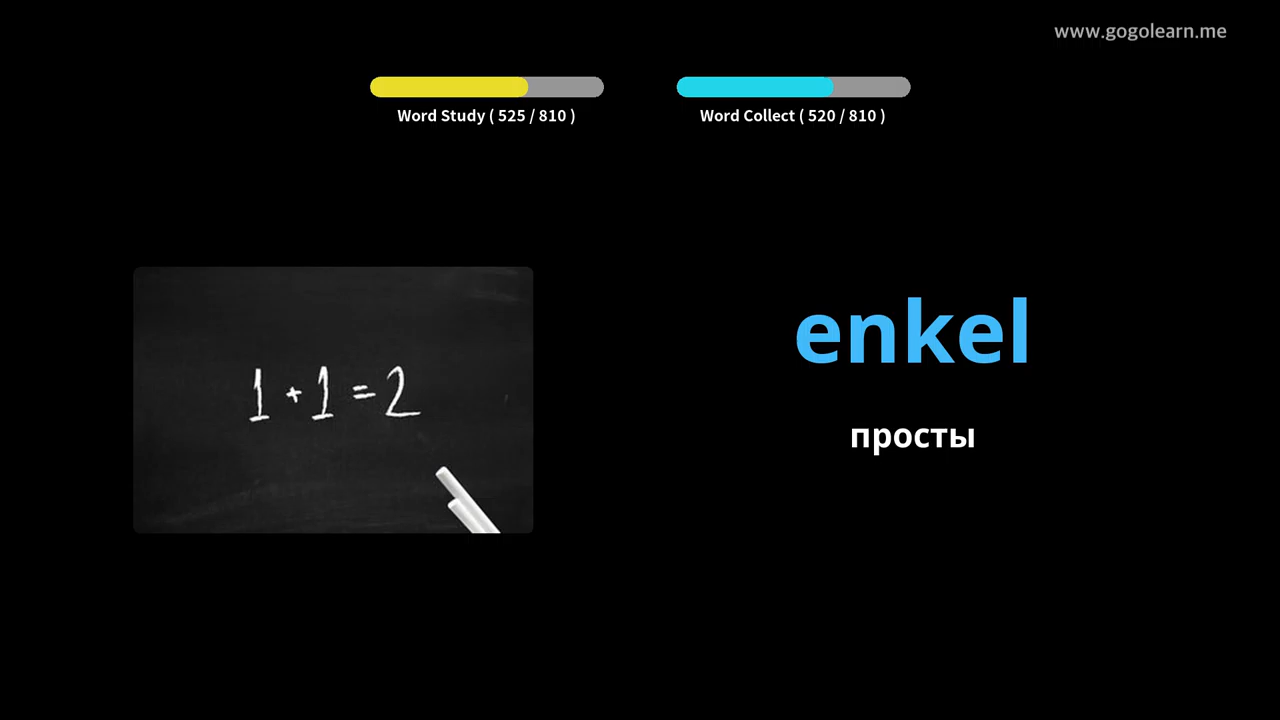 www.gogolearn.me
Word Study ( 525 / 810 )
Word Collect ( 520 / 810 )
1 + 1 = 2
enkel
просты